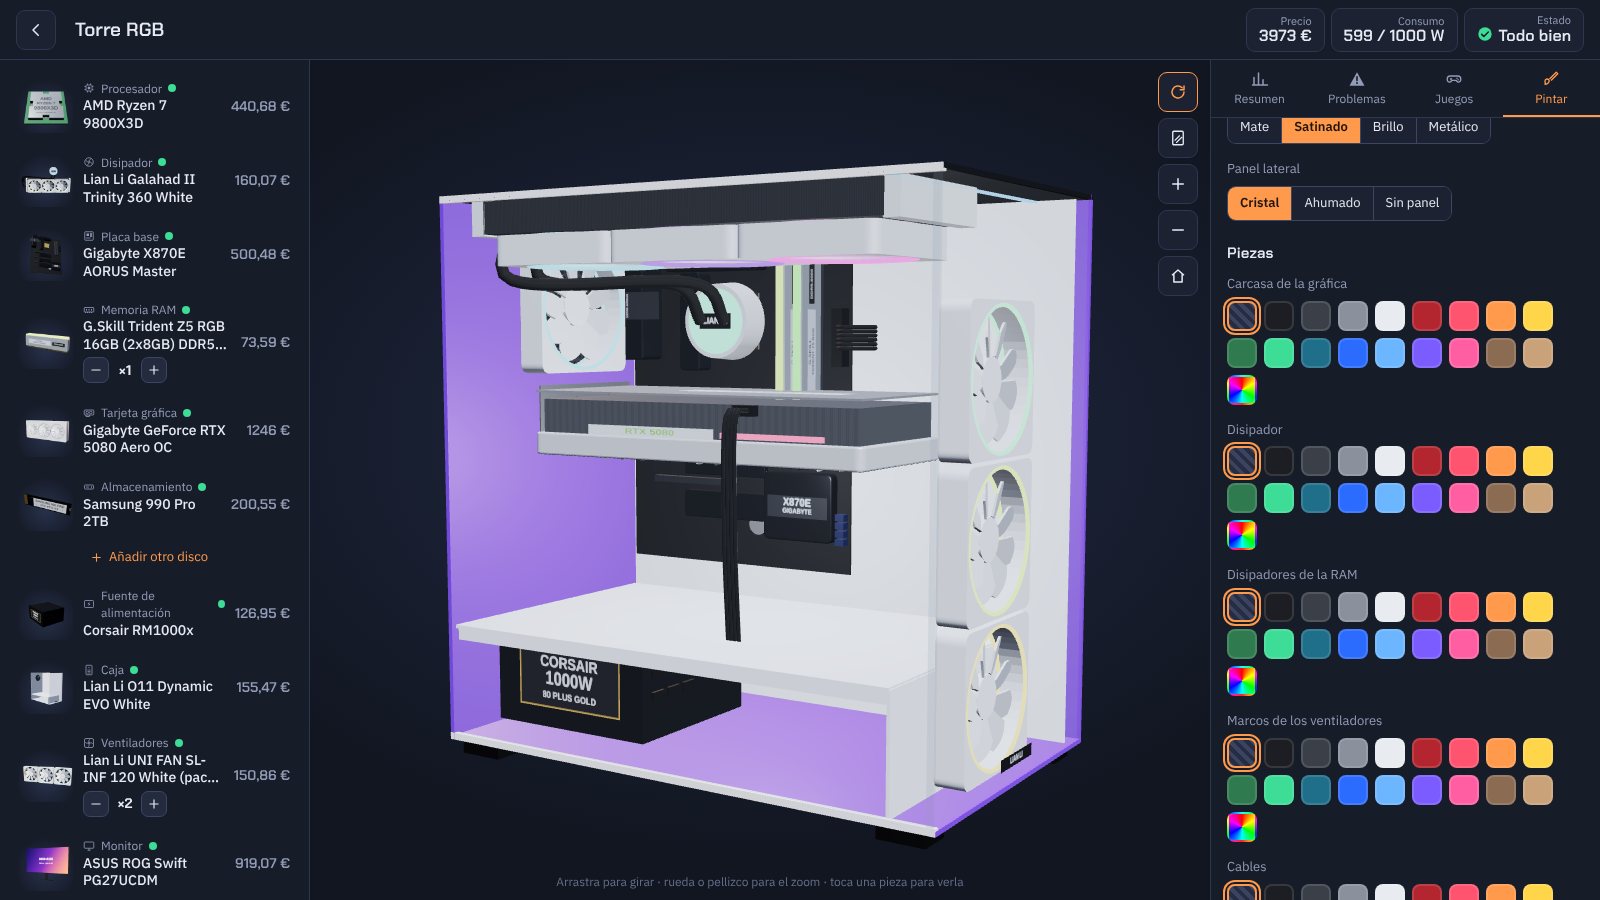 Torre RGB
Precio
3973 €
Consumo
599 / 1000 W
Estado
Todo bien
Procesador
AMD Ryzen 7
9800X3D
440,68 €
Disipador
Lian Li Galahad II
Trinity 360 White
160,07 €
Placa base
Gigabyte X870E
AORUS Master
500,48 €
Memoria RAM
G.Skill Trident Z5 RGB
16GB (2x8GB) DDR5...
73,59 €
×1
Tarjeta gráfica
Gigabyte GeForce RTX
5080 Aero OC
1246 €
Almacenamiento
Samsung 990 Pro
2TB
200,55 €
+ Añadir otro disco
Fuente de
alimentación
Corsair RM1000x
126,95 €
Caja
Lian Li O11 Dynamic
EVO White
155,47 €
Ventiladores
Lian Li UNI FAN SL-
INF 120 White (pac...
150,86 €
×2
Monitor
ASUS ROG Swift
PG27UCDM
919,07 €
RTX 5080
X870E
GIGABYTE
CORSAIR
1000W
80 PLUS GOLD
LIAN LI
Arrastra para girar · rueda o pellizco para el zoom · toca una pieza para verla
Resumen
Problemas
Juegos
Pintar
Mate
Satinado
Brillo
Metálico
Panel lateral
Cristal
Ahumado
Sin panel
Piezas
Carcasa de la gráfica
Disipador
Disipadores de la RAM
Marcos de los ventiladores
Cables